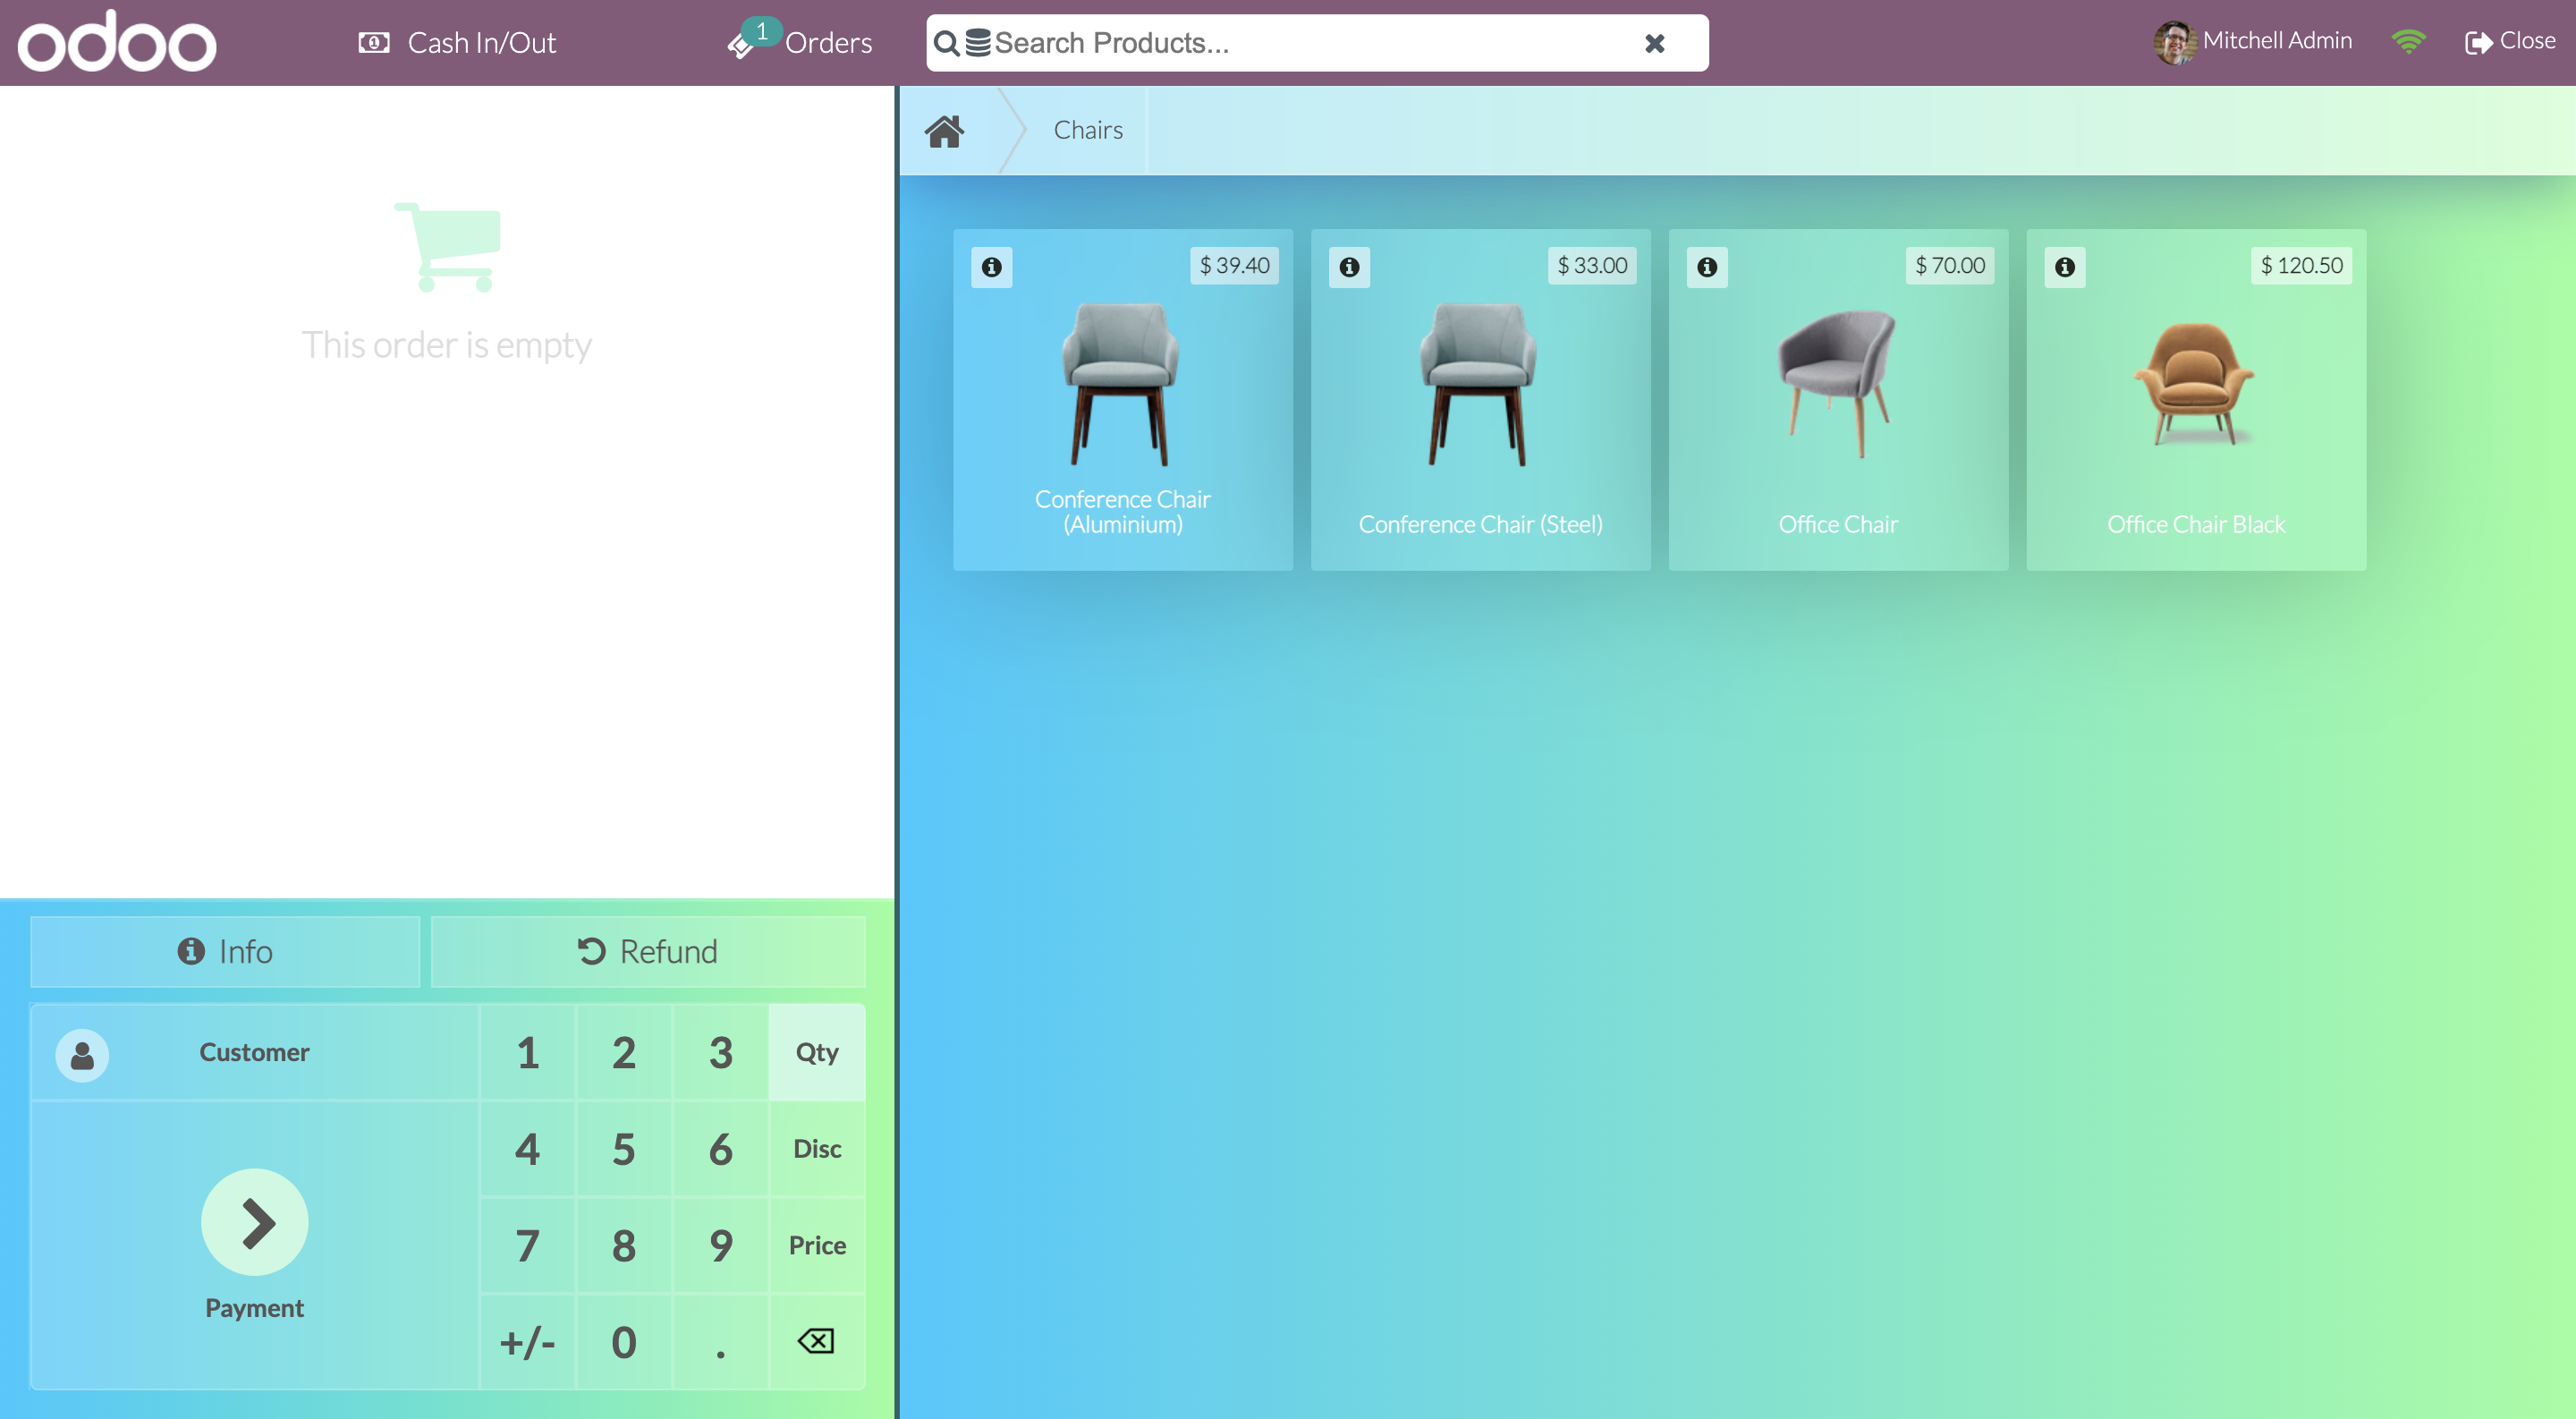 odoo
Cash In/Out
1
Orders
Search Products...
Mitchell Admin
Close
Chairs
This order is empty
$ 39.40
Conference Chair
(Aluminium)
$ 33.00
Conference Chair (Steel)
$ 70.00
Office Chair
$ 120.50
Office Chair Black
Info
Refund
Customer
1 2 3 Qty
4 5 6 Disc
7 8 9 Price
Payment
+/- 0 .